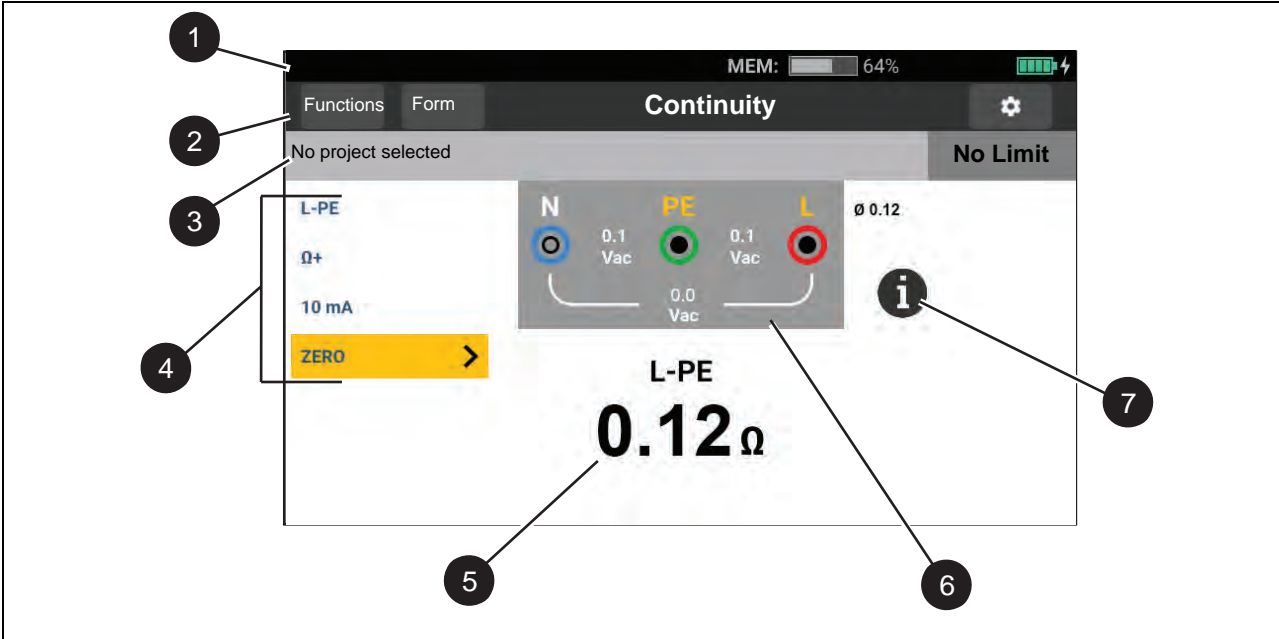 1
MEM: 64%
2
Functions Form Continuity
3
No project selected No Limit
4
L-PE
Ω+
10 mA
ZERO
N PE L
0.1 Vac
0.1 Vac
0.0 Vac
Ø 0.12
i
7
L-PE
0.12 Ω
5
6